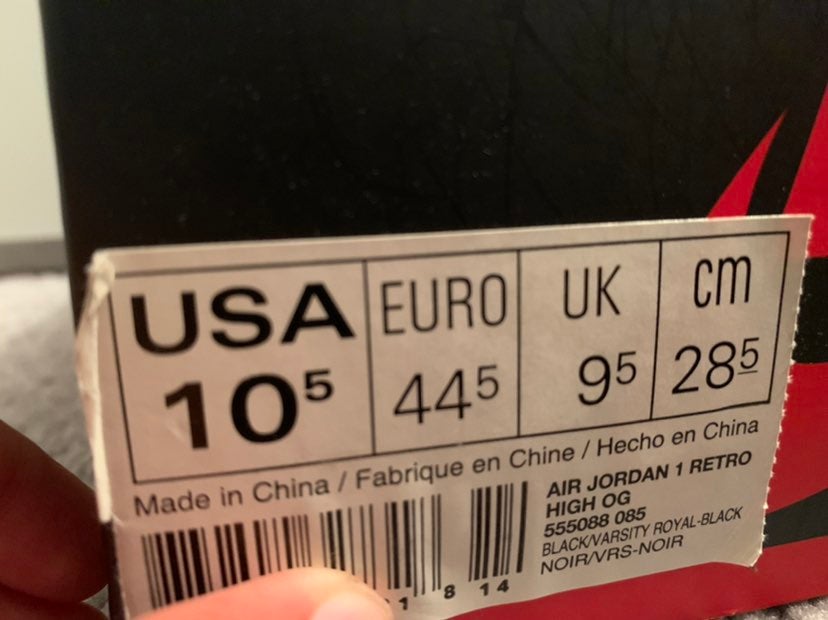 USA EURO UK cm
10⁵ 44⁵ 9⁵ 28⁵
Made in China / Fabrique en Chine / Hecho en China
AIR JORDAN 1 RETRO
HIGH OG
555088 085
BLACK/VARSITY ROYAL-BLACK
NOIR/VRS-NOIR
1 8 14